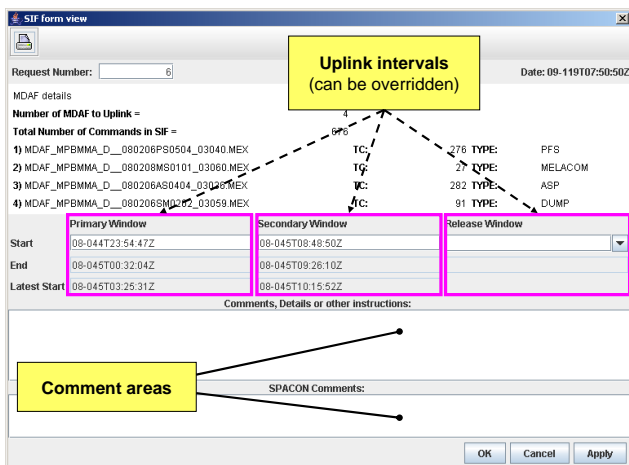 SIF form view
Uplink intervals
(can be overridden)
Request Number: 6 Date: 09-119T07:50:50Z
MDAF details
Number of MDAF to Uplink = 4
Total Number of Commands in SIF = 676
1) MDAF_MPBMMA_D__080206PS0504_03040.MEX TC: 276 TYPE: PFS
2) MDAF_MPBMMA_D__080208MS0101_03060.MEX TC: 27 TYPE: MELACOM
3) MDAF_MPBMMA_D__080206AS0404_03026.MEX TC: 282 TYPE: ASP
4) MDAF_MPBMMA_D__080206SM0202_03059.MEX TC: 91 TYPE: DUMP
Primary Window Secondary Window Release Window
Start 08-044T23:54:47Z 08-045T08:48:50Z
End 08-045T00:32:04Z 08-045T09:26:10Z
Latest Start 08-045T03:25:31Z 08-045T10:15:52Z
Comments, Details or other instructions:
Comment areas
SPACON Comments:
OK Cancel Apply